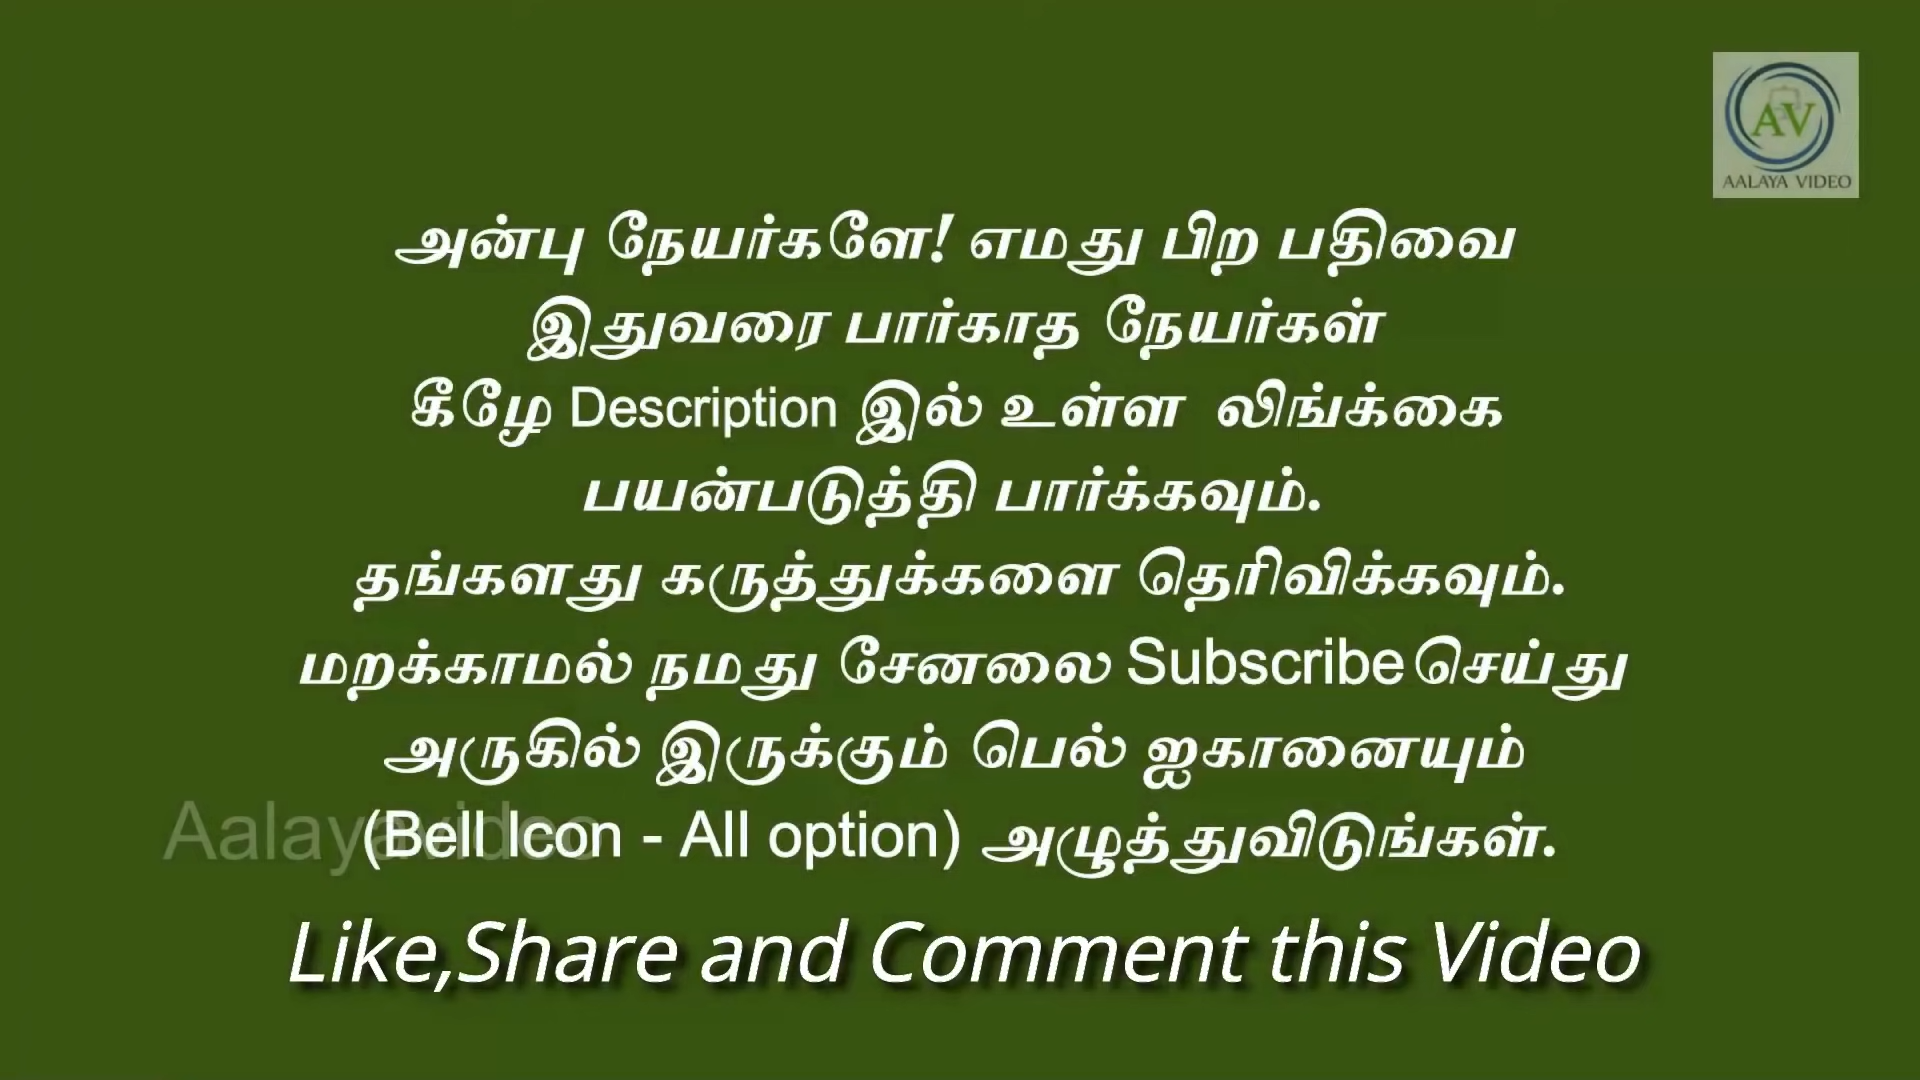 AV
AALAYA VIDEO
அன்பு நேயர்களே! எமது பிற பதிவை
இதுவரை பார்காத நேயர்கள்
கீழே Description இல் உள்ள லிங்க்கை
பயன்படுத்தி பார்க்கவும்.
தங்களது கருத்துக்களை தெரிவிக்கவும்.
மறக்காமல் நமது சேனலை Subscribe செய்து
அருகில் இருக்கும் பெல் ஐகானையும்
(Bell Icon - All option) அழுத்துவிடுங்கள்.
Aalayavideo
Like,Share and Comment this Video